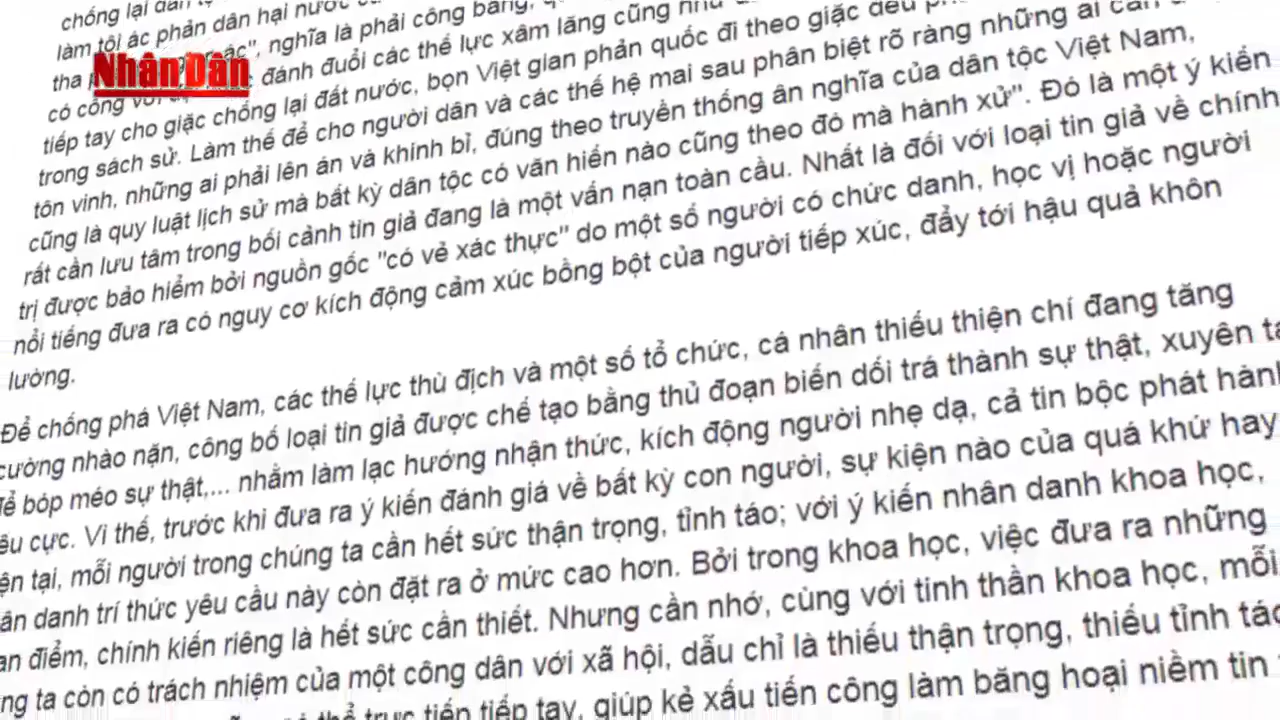 chống lại dân
làm tội ác phản dân hại nước
tha ác", nghĩa là phải công bằng,
Nhân Dân
có công với đánh đuổi các thế lực xâm lăng cũng như
tiếp tay cho giặc chống lại đất nước, bọn Việt gian phản quốc đi theo giặc đều
trong sách sử. Làm thế để cho người dân và các thế hệ mai sau phân biệt rõ ràng những ai cần
tôn vinh, những ai phải lên án và khinh bỉ, đúng theo truyền thống ân nghĩa của dân tộc Việt Nam,
cũng là quy luật lịch sử mà bất kỳ dân tộc có văn hiến nào cũng theo đó mà hành xử". Đó là một ý kiến
rất cần lưu tâm trong bối cảnh tin giả đang là một vấn nạn toàn cầu. Nhất là đối với loại tin giả về chính
trị được bảo hiểm bởi nguồn gốc "có vẻ xác thực" do một số người có chức danh, học vị hoặc người
nổi tiếng đưa ra có nguy cơ kích động cảm xúc bồng bột của người tiếp xúc, đẩy tới hậu quả khôn
lường.
Để chống phá Việt Nam, các thế lực thù địch và một số tổ chức, cá nhân thiếu thiện chí đang tăng
cường nhào nặn, công bố loại tin giả được chế tạo bằng thủ đoạn biến dối trá thành sự thật, xuyên
để bóp méo sự thật,... nhằm làm lạc hướng nhận thức, kích động người nhẹ dạ, cả tin bộc phát hành
cực. Vì thế, trước khi đưa ra ý kiến đánh giá về bất kỳ con người, sự kiện nào của quá khứ hay
tại, mỗi người trong chúng ta cần hết sức thận trọng, tỉnh táo; với ý kiến nhân danh khoa học,
danh trí thức yêu cầu này còn đặt ra ở mức cao hơn. Bởi trong khoa học, việc đưa ra những
điểm, chính kiến riêng là hết sức cần thiết. Nhưng cần nhớ, cùng với tinh thần khoa học, mỗi
ta còn có trách nhiệm của một công dân với xã hội, dẫu chỉ là thiếu thận trọng, thiếu tỉnh táo
thể trực tiếp tiếp tay, giúp kẻ xấu tiến công làm băng hoại niềm tin